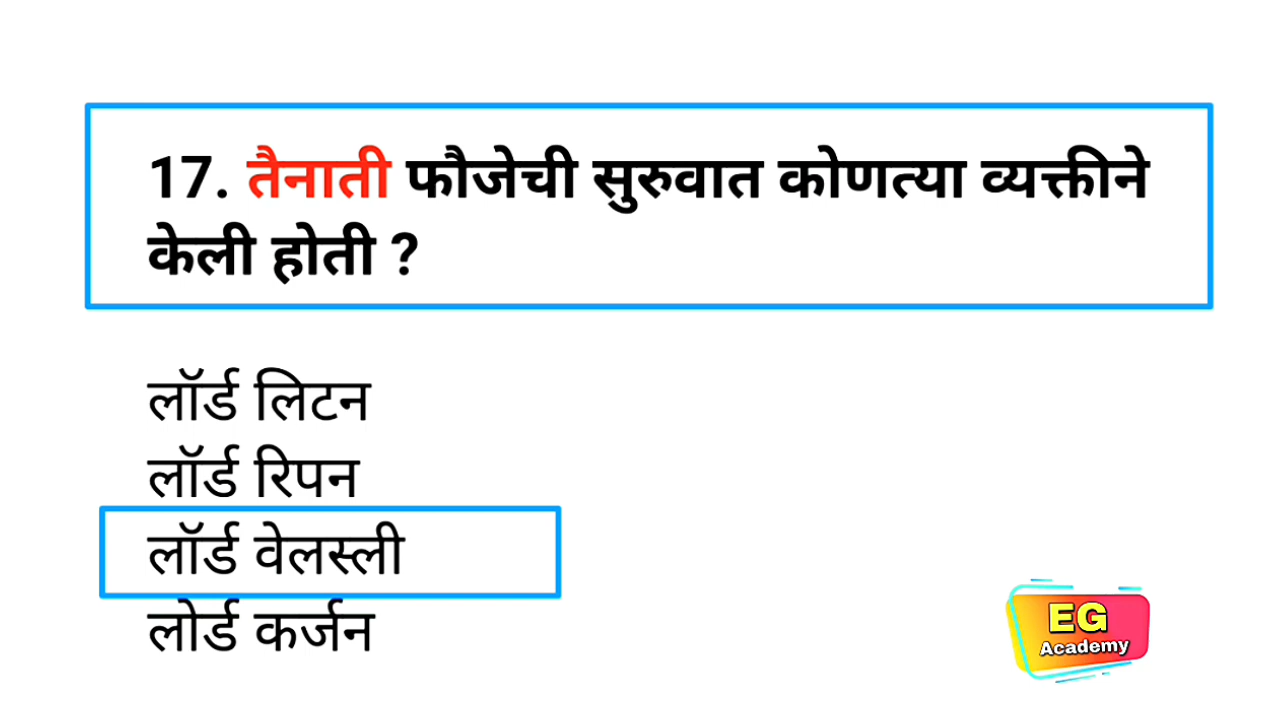 17. तैनाती फौजेची सुरुवात कोणत्या व्यक्तीने
केली होती ?
लॉर्ड लिटन
लॉर्ड रिपन
लॉर्ड वेलस्ली
लोर्ड कर्जन
EG
Academy